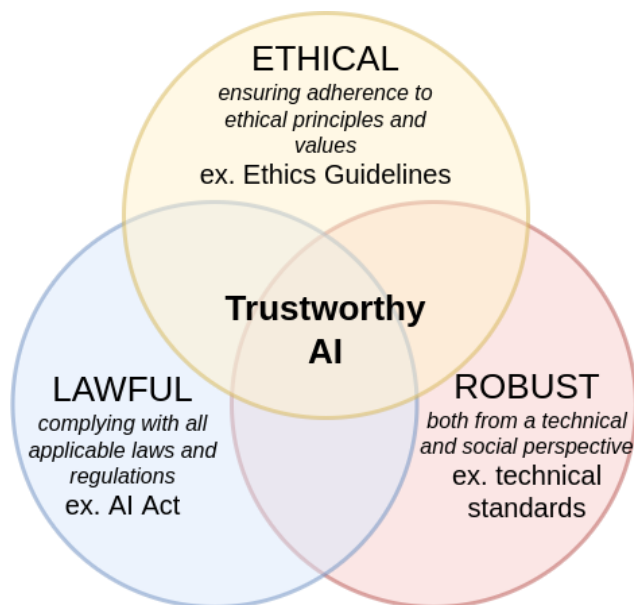 ETHICAL
ensuring adherence to
ethical principles and
values
ex. Ethics Guidelines
Trustworthy
AI
LAWFUL
complying with all
applicable laws and
regulations
ex. AI Act
ROBUST
both from a technical
and social perspective
ex. technical
standards